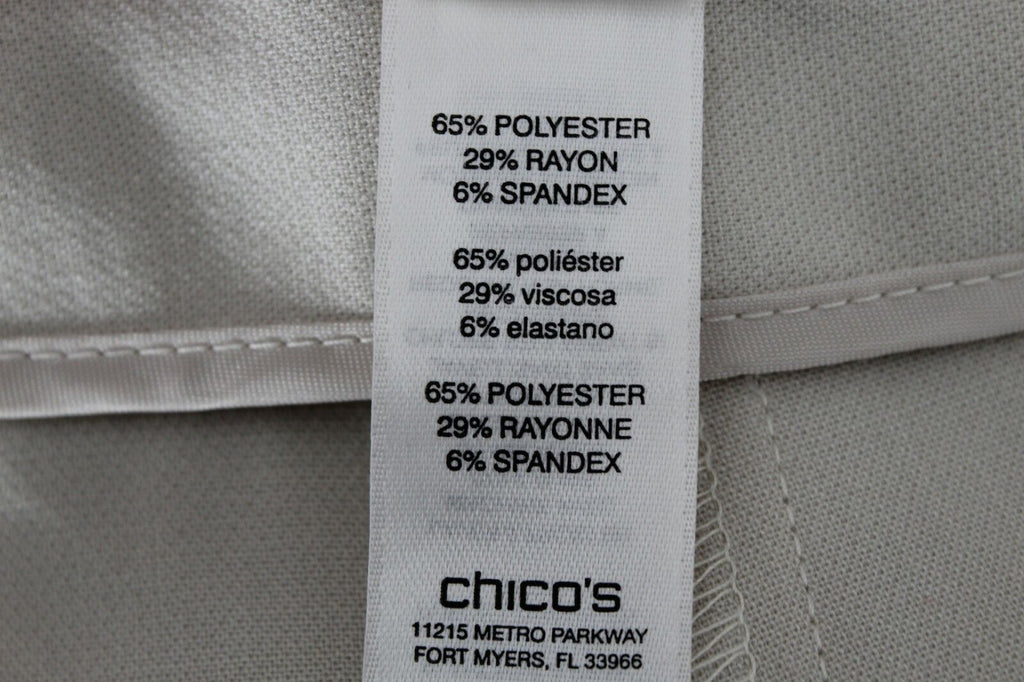 65% POLYESTER
29% RAYON
6% SPANDEX
65% poliéster
29% viscosa
6% elastano
65% POLYESTER
29% RAYONNE
6% SPANDEX
chico's
11215 METRO PARKWAY
FORT MYERS, FL 33966